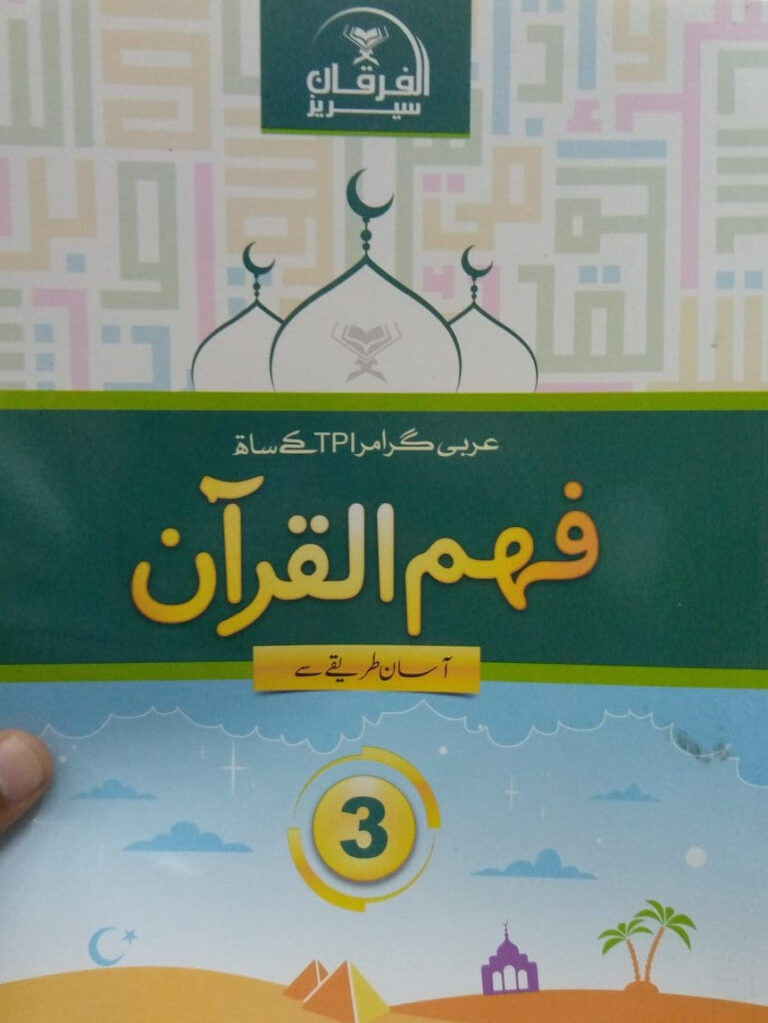 الفرقان
سیریز
عربی گرامر TPI کے ساتھ
فہم القرآن
آسان طریقے سے
3